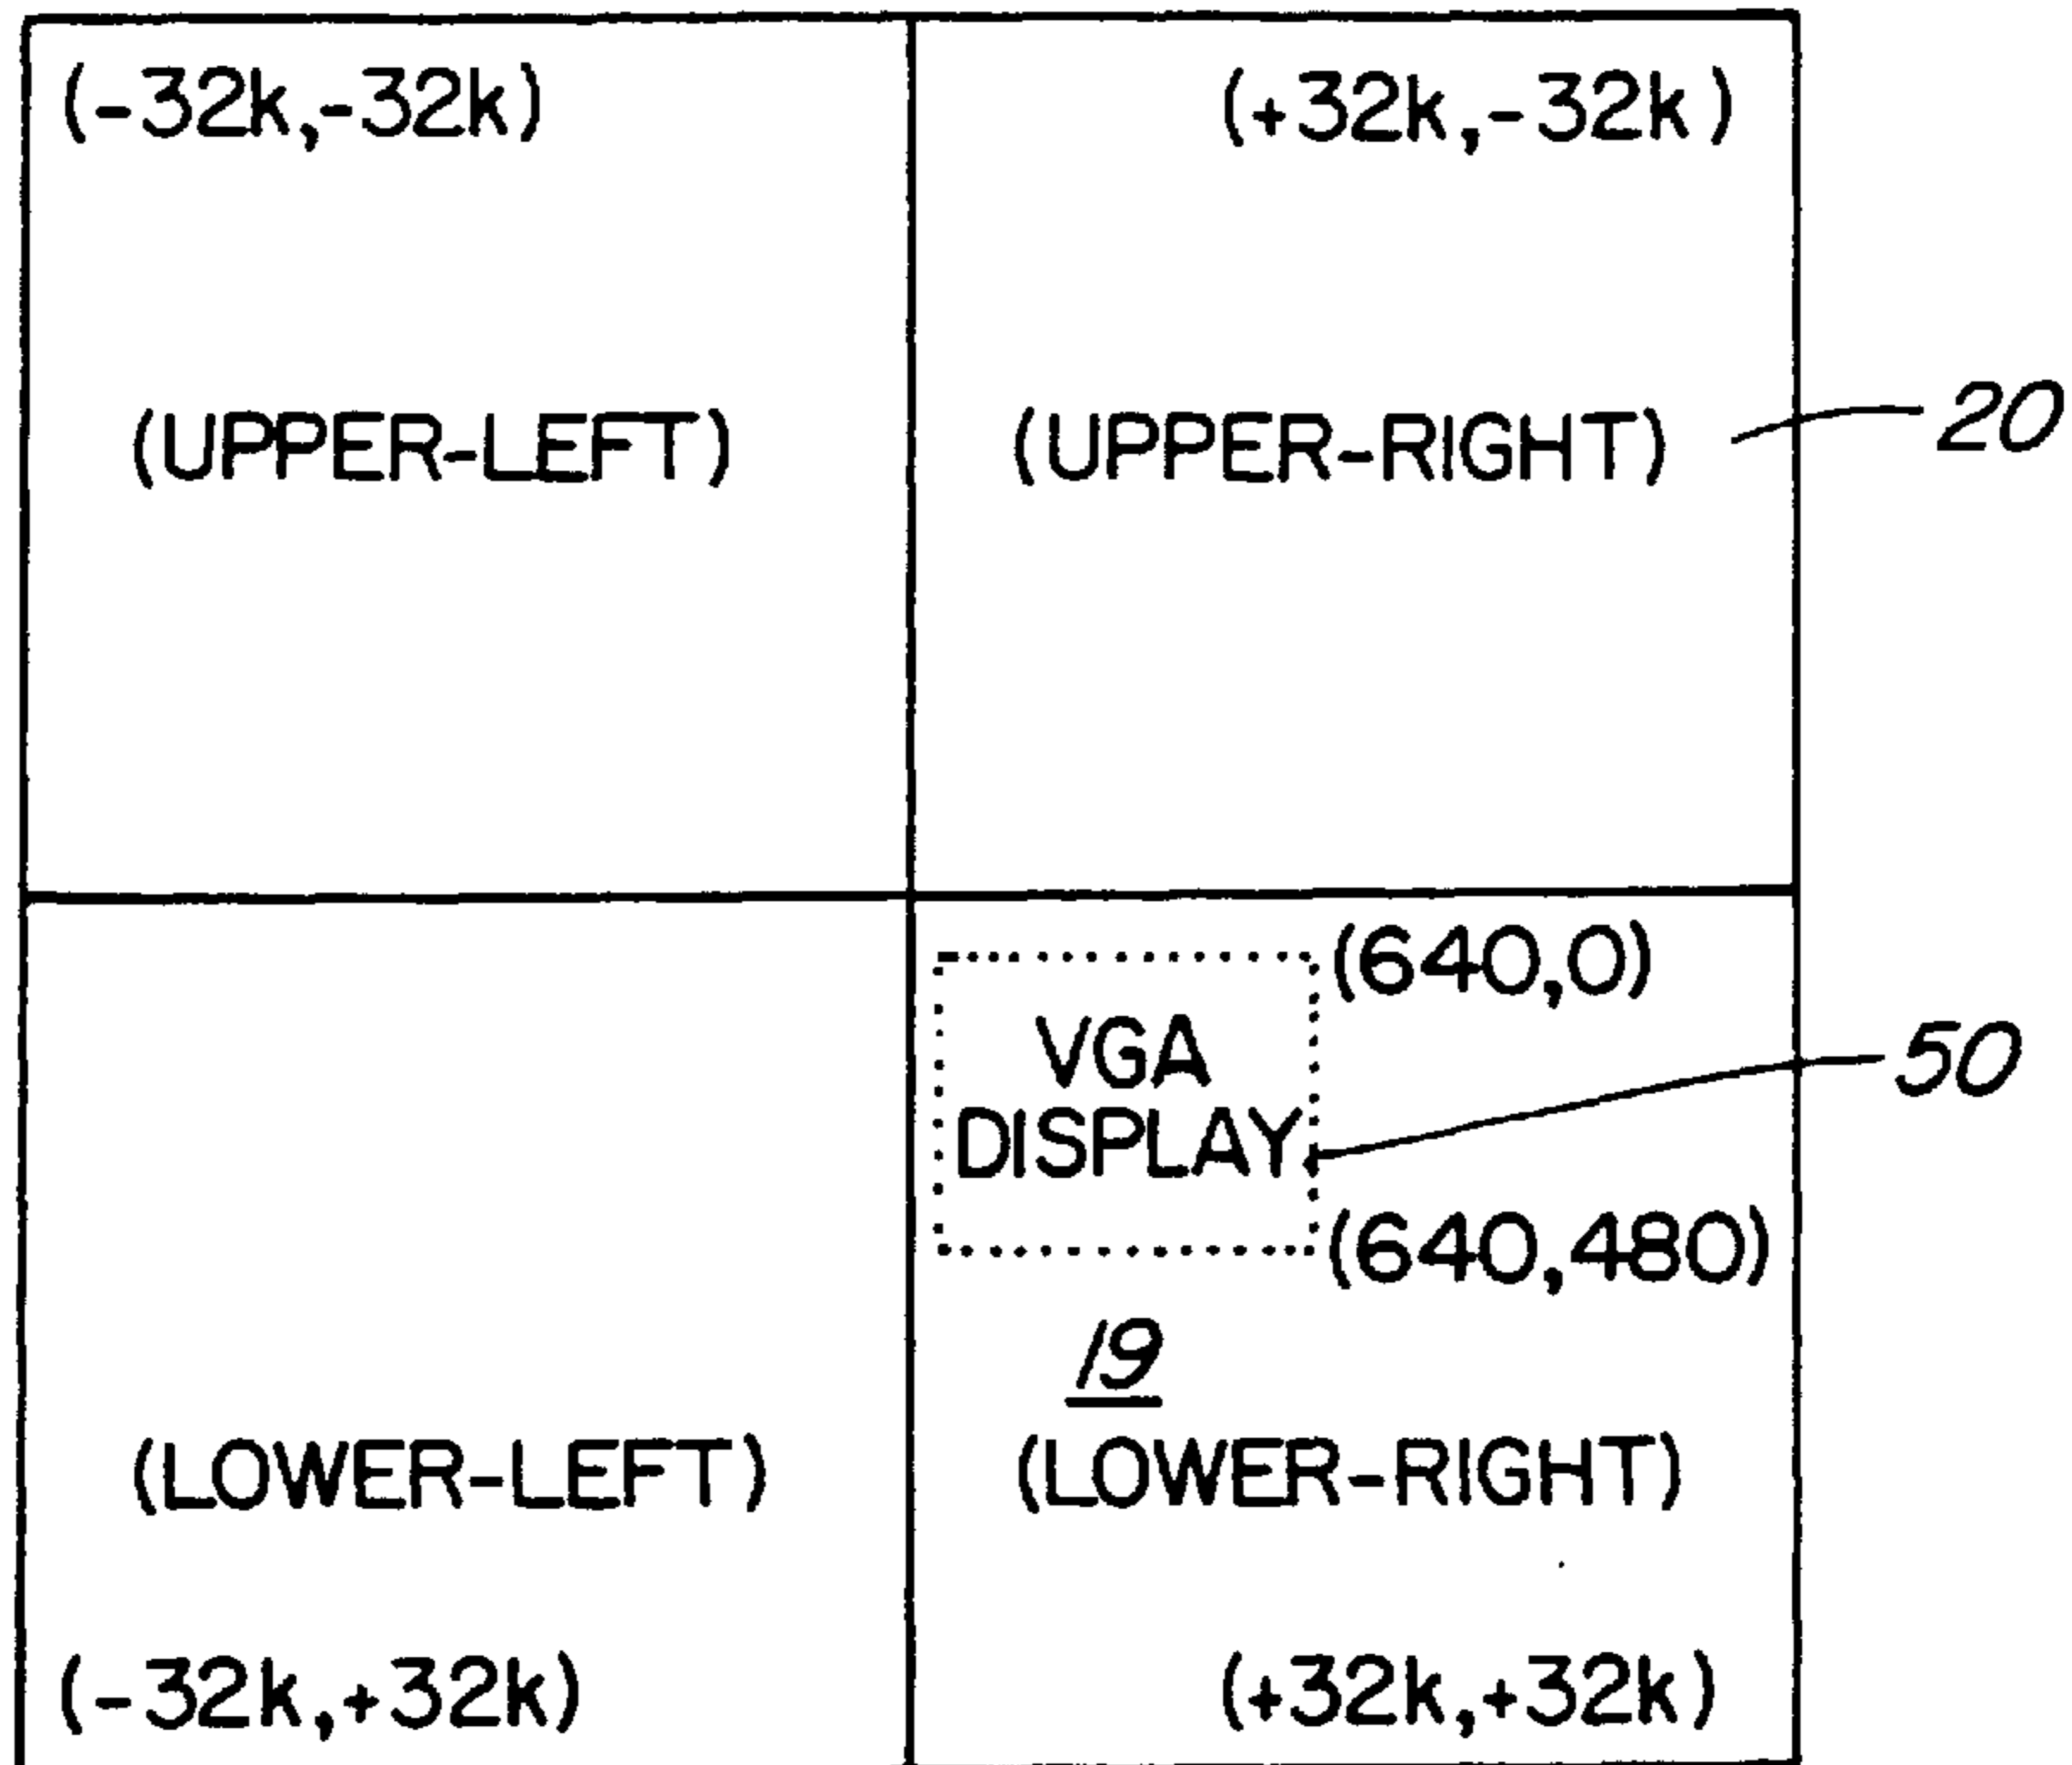 (-32k,-32k)
(+32k,-32k)
(UPPER-LEFT)
(UPPER-RIGHT)
20
(640,0)
VGA
DISPLAY
50
(640,480)
19
(LOWER-LEFT)
(LOWER-RIGHT)
(-32k,+32k)
(+32k,+32k)